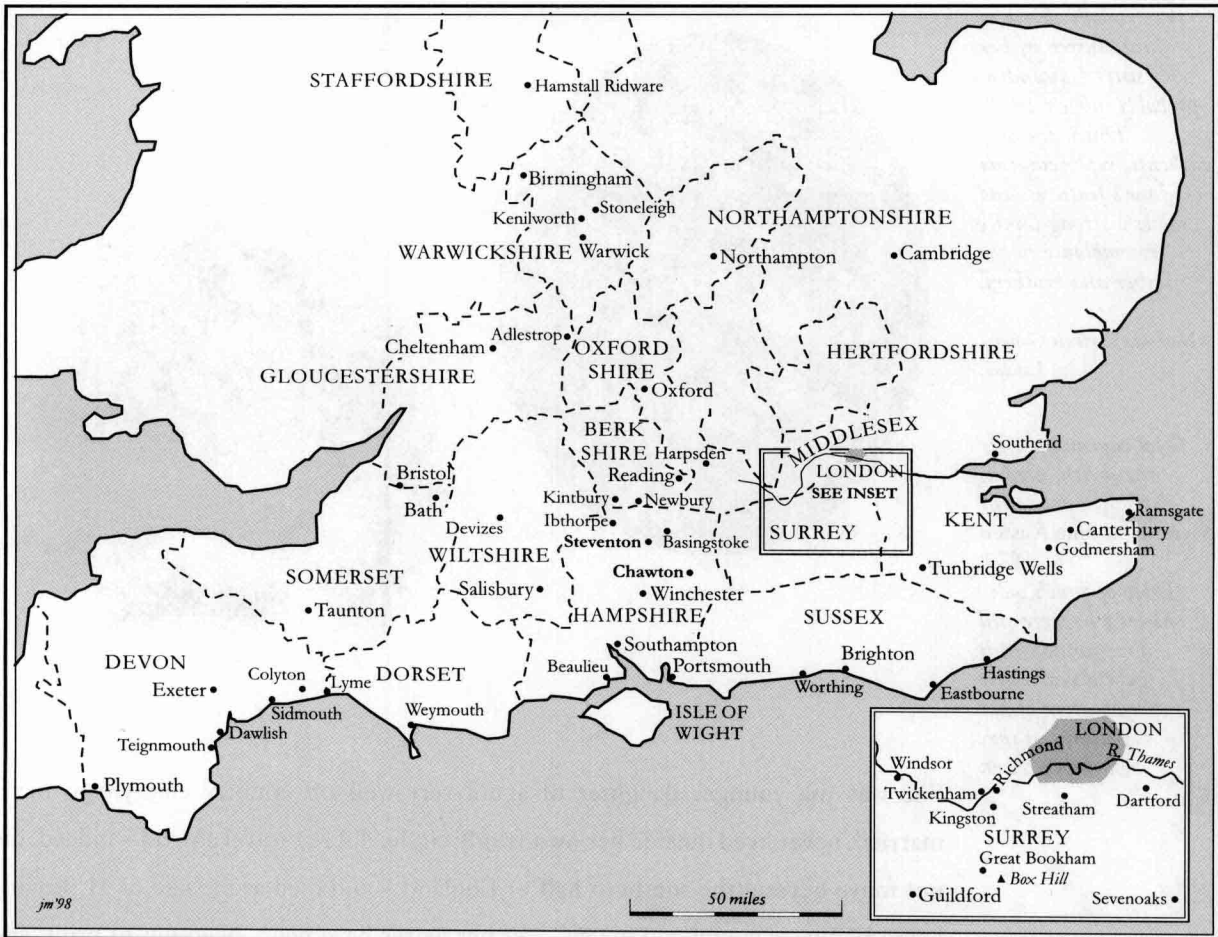 STAFFORDSHIRE
Hamstall Ridware
Birmingham
Stoneleigh
Kenilworth
NORTHAMPTONSHIRE
WARWICKSHIRE
Warwick
Northampton
Cambridge
Adlestrop
Cheltenham
OXFORD
SHIRE
HERTFORDSHIRE
GLOUCESTERSHIRE
Oxford
BERK
SHIRE
MIDDLESEX
Harpsden
Southend
Bristol
Reading
LONDON
SEE INSET
Bath
Kintbury
Newbury
KENT
Ramsgate
Devizes
Ibthorpe
Canterbury
WILTSHIRE
Steventon
Basingstoke
SURREY
Godmersham
SOMERSET
Chawton
Tunbridge Wells
Salisbury
Winchester
Taunton
HAMPSHIRE
SUSSEX
Southampton
DEVON
Colyton
Lyme
DORSET
Beaulieu
Portsmouth
Brighton
Hastings
Exeter
Worthing
Eastbourne
Sidmouth
Weymouth
ISLE OF
WIGHT
Dawlish
Teignmouth
Plymouth
LONDON
Richmond
R. Thames
Windsor
Twickenham
Dartford
Kingston
Streatham
SURREY
Great Bookham
Box Hill
Guildford
Sevenoaks
50 miles
jm'98